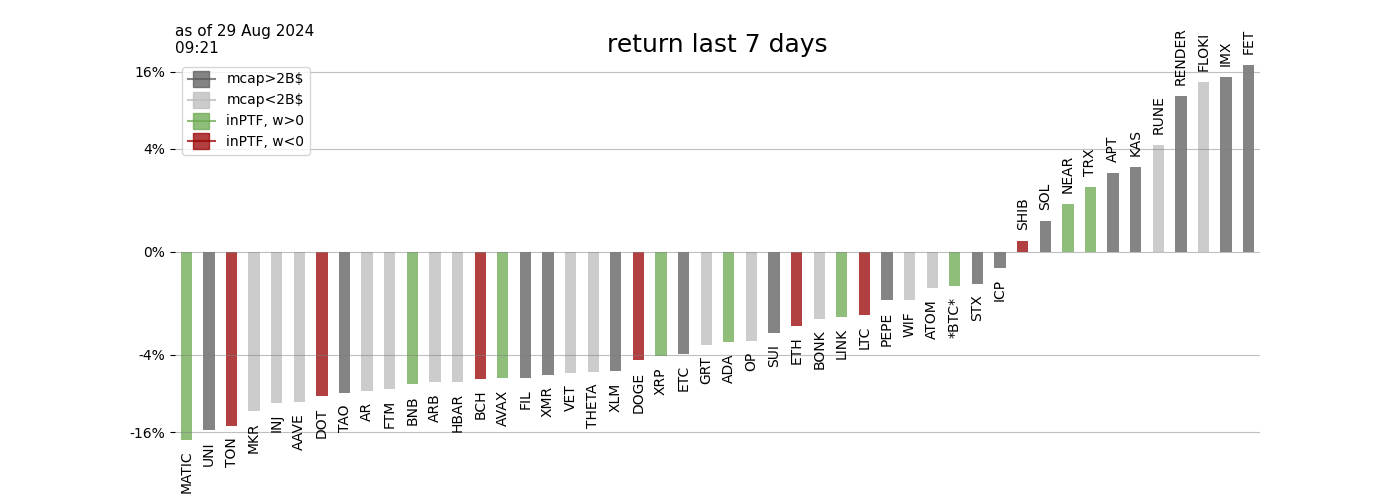 as of 29 Aug 2024
09:21
return last 7 days
mcap>2B$
mcap<2B$
inPTF, w>0
inPTF, w<0
16%
4%
0%
-4%
-16%
MATIC
UNI
TON
MKR
INJ
AAVE
DOT
TAO
AR
FTM
BNB
ARB
HBAR
BCH
AVAX
FIL
XMR
VET
THETA
XLM
DOGE
XRP
ETC
GRT
ADA
OP
SUI
ETH
BONK
LINK
LTC
PEPE
WIF
ATOM
*BTC*
STX
ICP
SHIB
SOL
NEAR
TRX
APT
KAS
RUNE
RENDER
FLOKI
IMX
FET